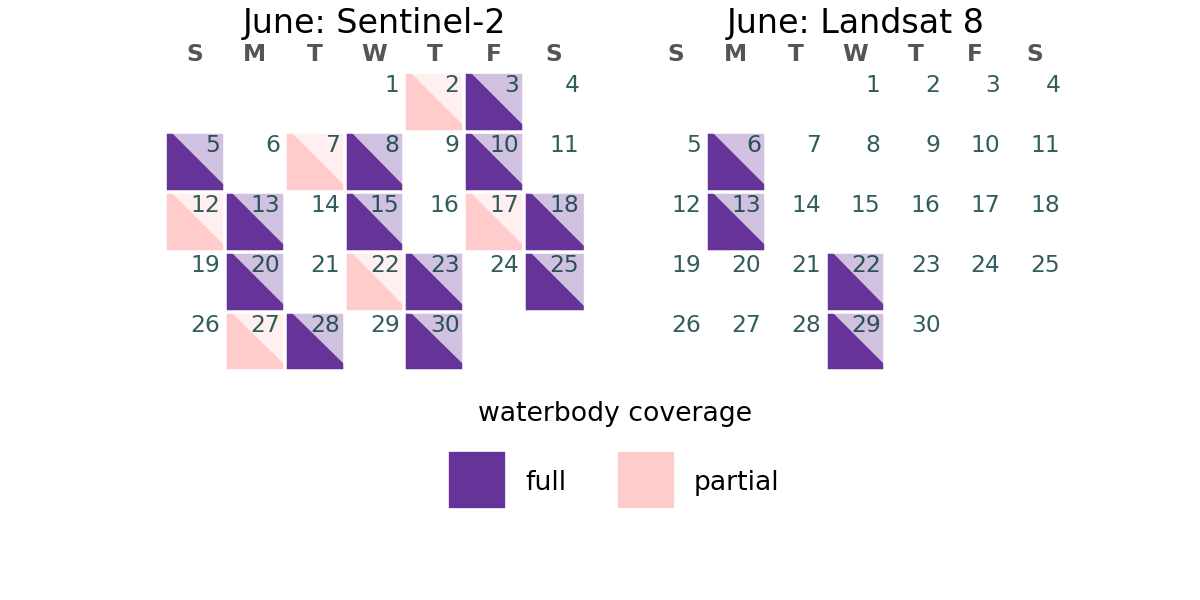 June: Sentinel-2
S M T W T F S
1 2 3 4
5 6 7 8 9 10 11
12 13 14 15 16 17 18
19 20 21 22 23 24 25
26 27 28 29 30
June: Landsat 8
S M T W T F S
1 2 3 4
5 6 7 8 9 10 11
12 13 14 15 16 17 18
19 20 21 22 23 24 25
26 27 28 29 30
waterbody coverage
full
partial